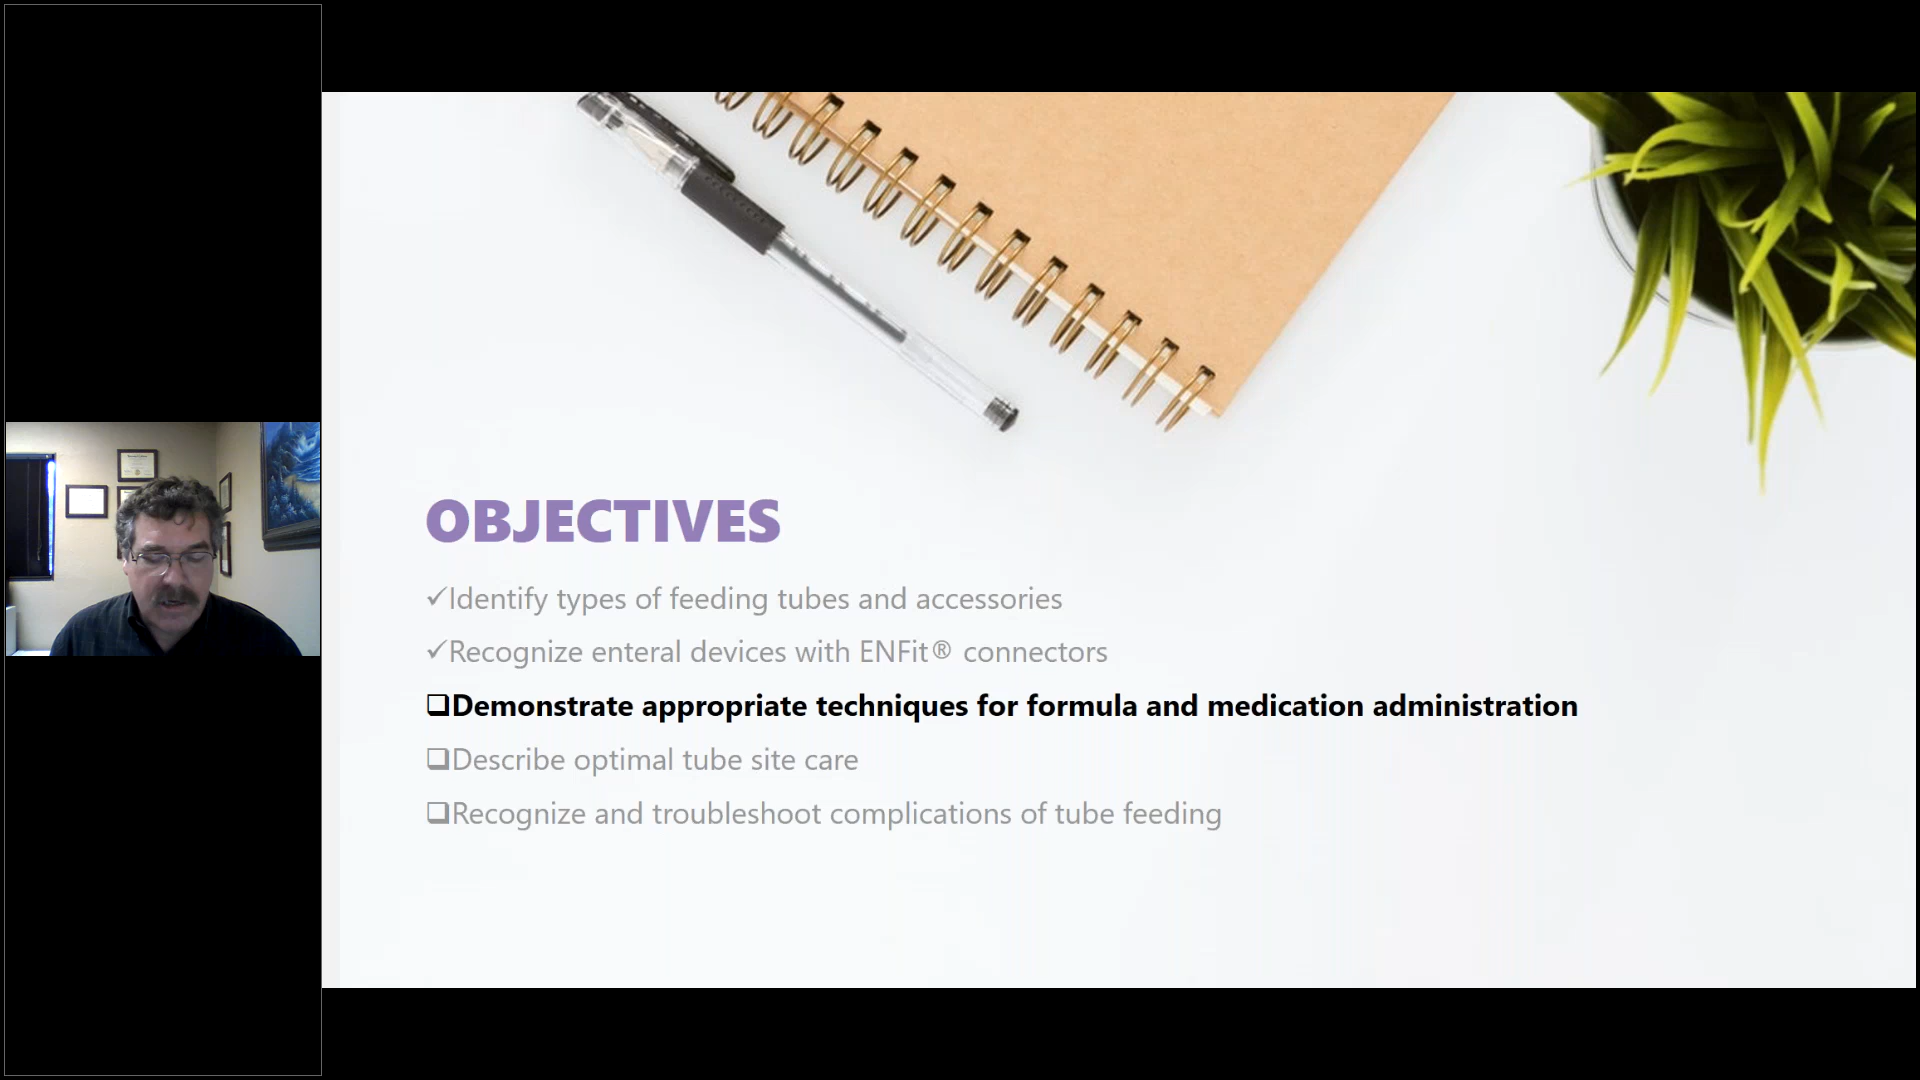 OBJECTIVES
✓Identify types of feeding tubes and accessories
✓Recognize enteral devices with ENFit® connectors
❑Demonstrate appropriate techniques for formula and medication administration
❑Describe optimal tube site care
❑Recognize and troubleshoot complications of tube feeding